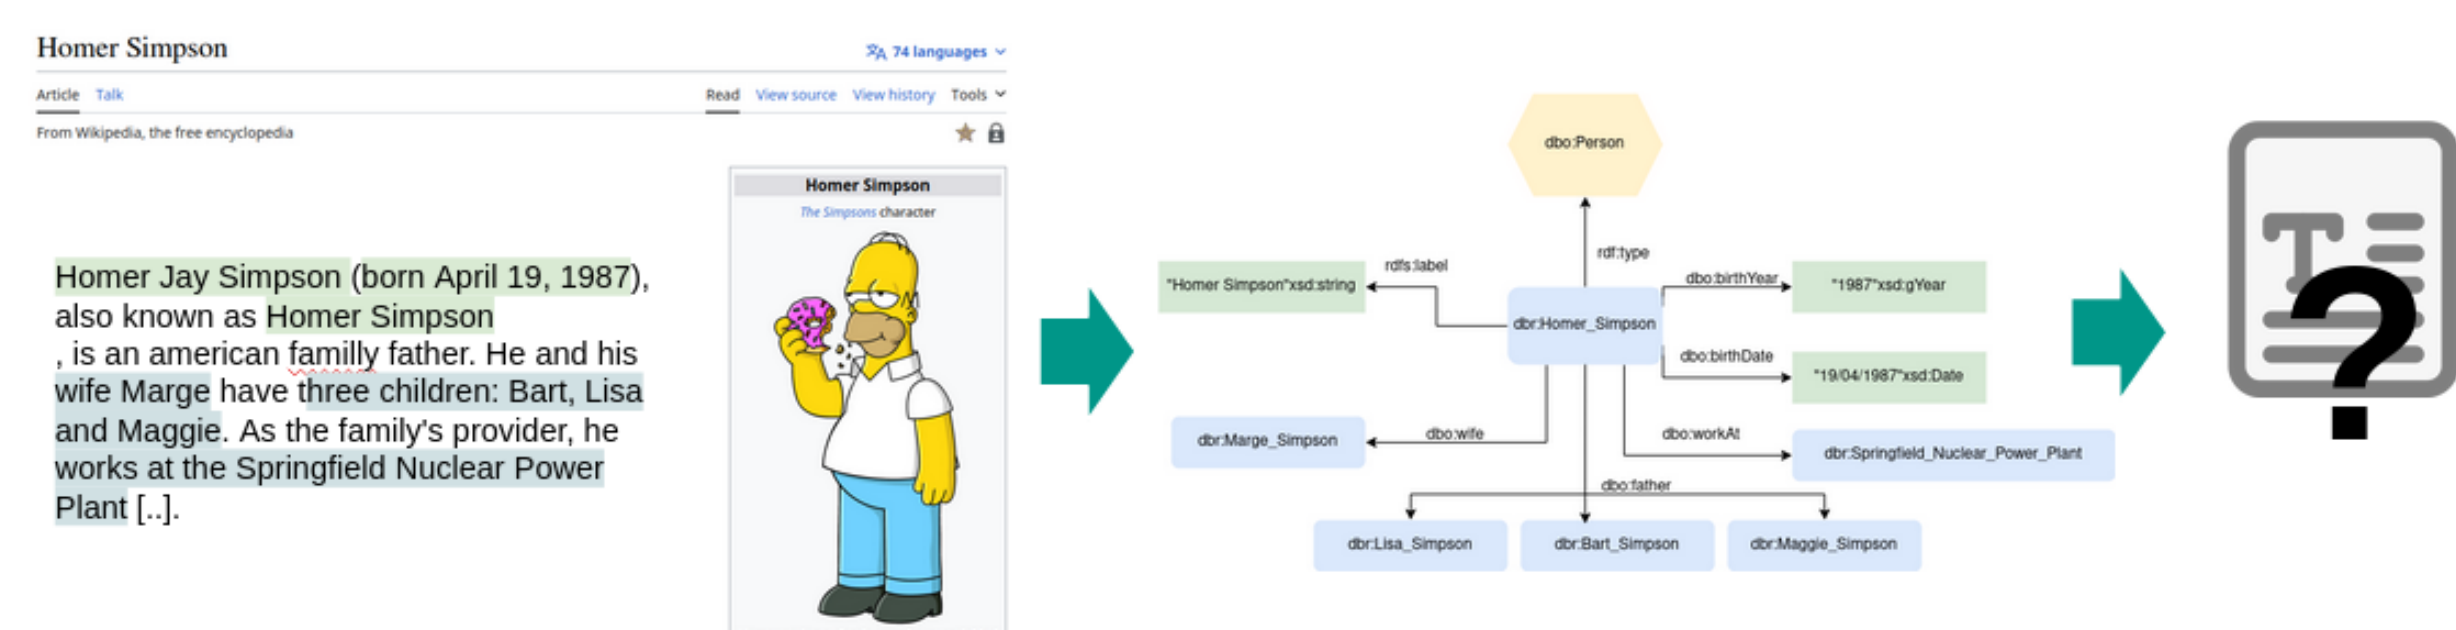 Homer Simpson
74 languages
Article Talk
Read View source View history Tools
From Wikipedia, the free encyclopedia
Homer Simpson
The Simpsons character
Homer Jay Simpson (born April 19, 1987),
also known as Homer Simpson
, is an american familly father. He and his
wife Marge have three children: Bart, Lisa
and Maggie. As the family's provider, he
works at the Springfield Nuclear Power
Plant [..].
dbo:Person
rdf:type
rdfs:label
"Homer Simpson"xsd:string
dbr:Homer_Simpson
dbo:birthYear
"1987"xsd:gYear
dbo:birthDate
"19/04/1987"xsd:Date
dbr:Marge_Simpson
dbo:wife
dbo:workAt
dbr:Springfield_Nuclear_Power_Plant
dbo:father
dbr:Lisa_Simpson
dbr:Bart_Simpson
dbr:Maggie_Simpson
T
?